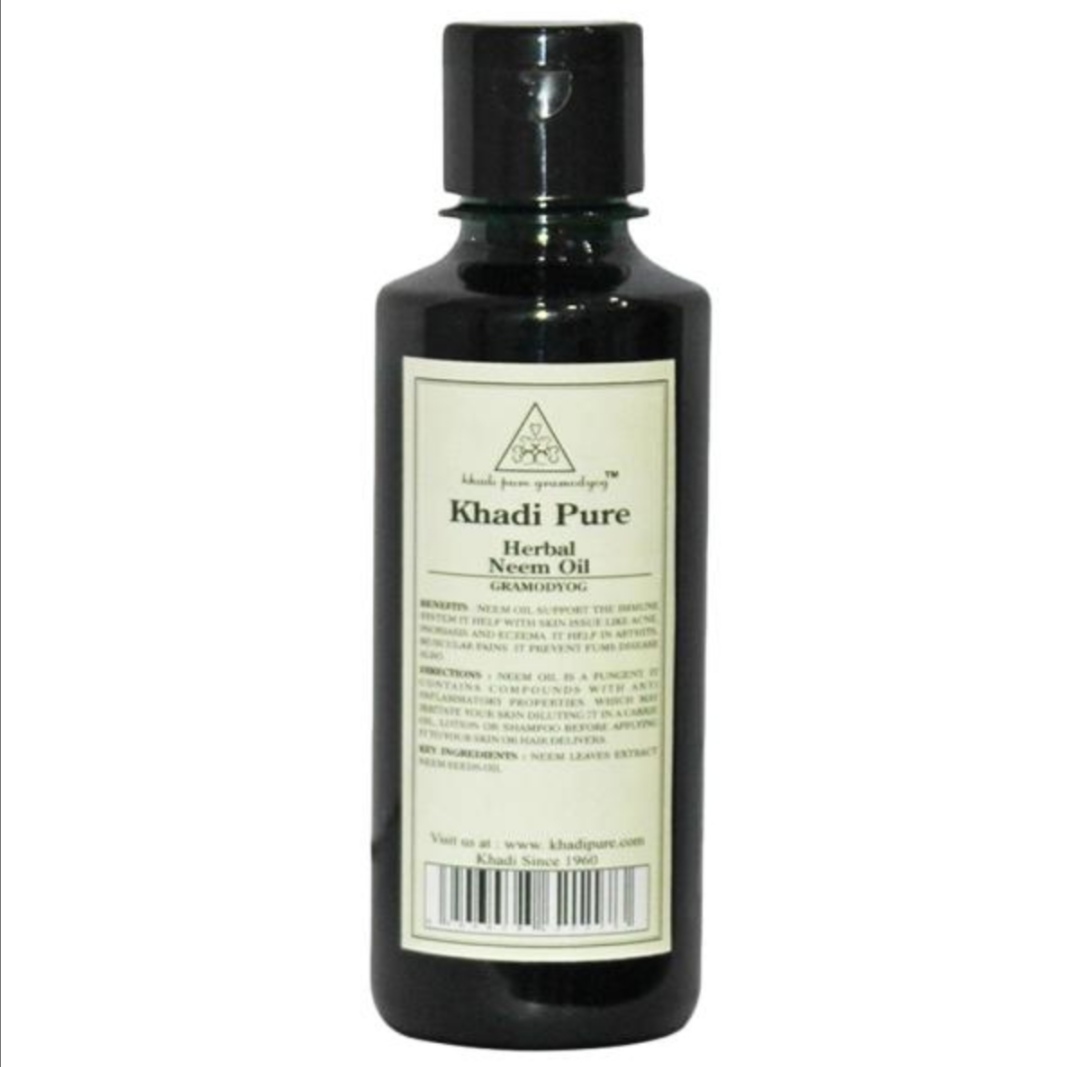 khadi pure gramodyog™
Khadi Pure
Herbal
Neem Oil
GRAMODYOG
BENEFITS : NEEM OIL SUPPORT THE IMMUNE
SYSTEM IT HELP WITH SKIN ISSUE LIKE ACNE,
PSORIASIS AND ECZEMA. IT HELP IN
MUSCULAR PAINS. IT PREVENT DISEASE
ALSO.
DIRECTIONS : NEEM OIL IS A PUNGENT. IT
CONTAINS COMPOUNDS WITH ANTI
INFLAMMATORY PROPERTIES. WHICH MAY
IRRITATE YOUR SKIN DILUTING IT IN A CARRIER
OIL, LOTION OR SHAMPOO BEFORE APPLYING
IT TO YOUR SKIN OR HAIR DELIVERS.
KEY INGREDIENTS : NEEM LEAVES EXTRACT
NEEM SEEDS OIL
Visit us at : www. khadipure.com
Khadi Since 1960